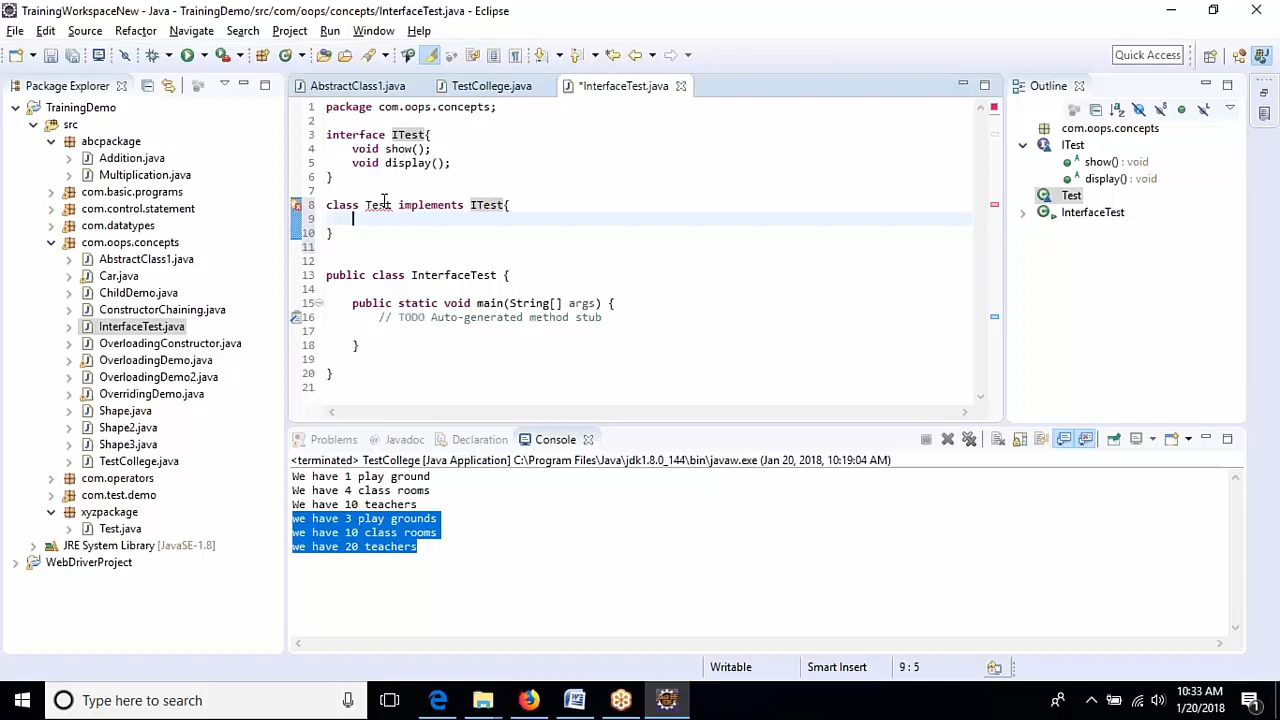 TrainingWorkspaceNew - Java - TrainingDemo/src/com/oops/concepts/InterfaceTest.java - Eclipse
File Edit Source Refactor Navigate Search Project Run Window Help
Quick Access
Package Explorer
TrainingDemo
src
abcpackage
Addition.java
Multiplication.java
com.basic.programs
com.control.statement
com.datatypes
com.oops.concepts
AbstractClass1.java
Car.java
ChildDemo.java
ConstructorChaining.java
InterfaceTest.java
OverloadingConstructor.java
OverloadingDemo.java
OverloadingDemo2.java
OverridingDemo.java
Shape.java
Shape2.java
Shape3.java
TestCollege.java
com.operators
com.test.demo
xyzpackage
Test.java
JRE System Library [JavaSE-1.8]
WebDriverProject
AbstractClass1.java TestCollege.java *InterfaceTest.java
1 package com.oops.concepts;
2
3 interface ITest{
4 void show();
5 void display();
6 }
7
8 class Test implements ITest{
9
10 }
11
12
13 public class InterfaceTest {
14
15 public static void main(String[] args) {
16 // TODO Auto-generated method stub
17
18 }
19
20 }
21
Outline
com.oops.concepts
ITest
show() : void
display() : void
Test
InterfaceTest
Problems Javadoc Declaration Console
<terminated> TestCollege [Java Application] C:\Program Files\Java\jdk1.8.0_144\bin\javaw.exe (Jan 20, 2018, 10:19:04 AM)
We have 1 play ground
We have 4 class rooms
We have 10 teachers
we have 3 play grounds
we have 10 class rooms
we have 20 teachers
Writable Smart Insert 9 : 5
Type here to search
10:33 AM
1/20/2018